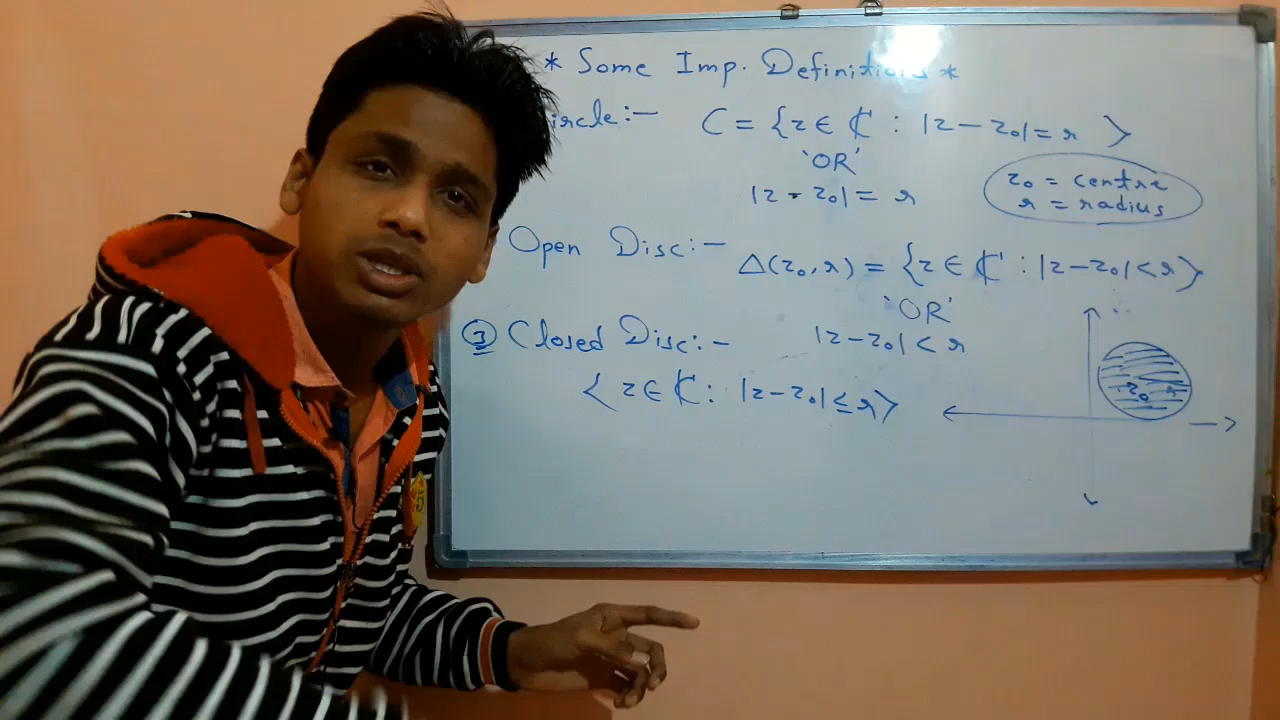 * Some Imp. Definitions *
ircle:- C = {z ∈ ₵ : |z - z₀| = r }
'OR'
|z - z₀| = r
z₀ = centre
r = radius
Open Disc:- Δ(z₀, r) = {z ∈ ₵ : |z - z₀| < r}
'OR'
③ Closed Disc:- |z - z₀| < r
{z ∈ ₵ : |z - z₀| ≤ r}
z₀